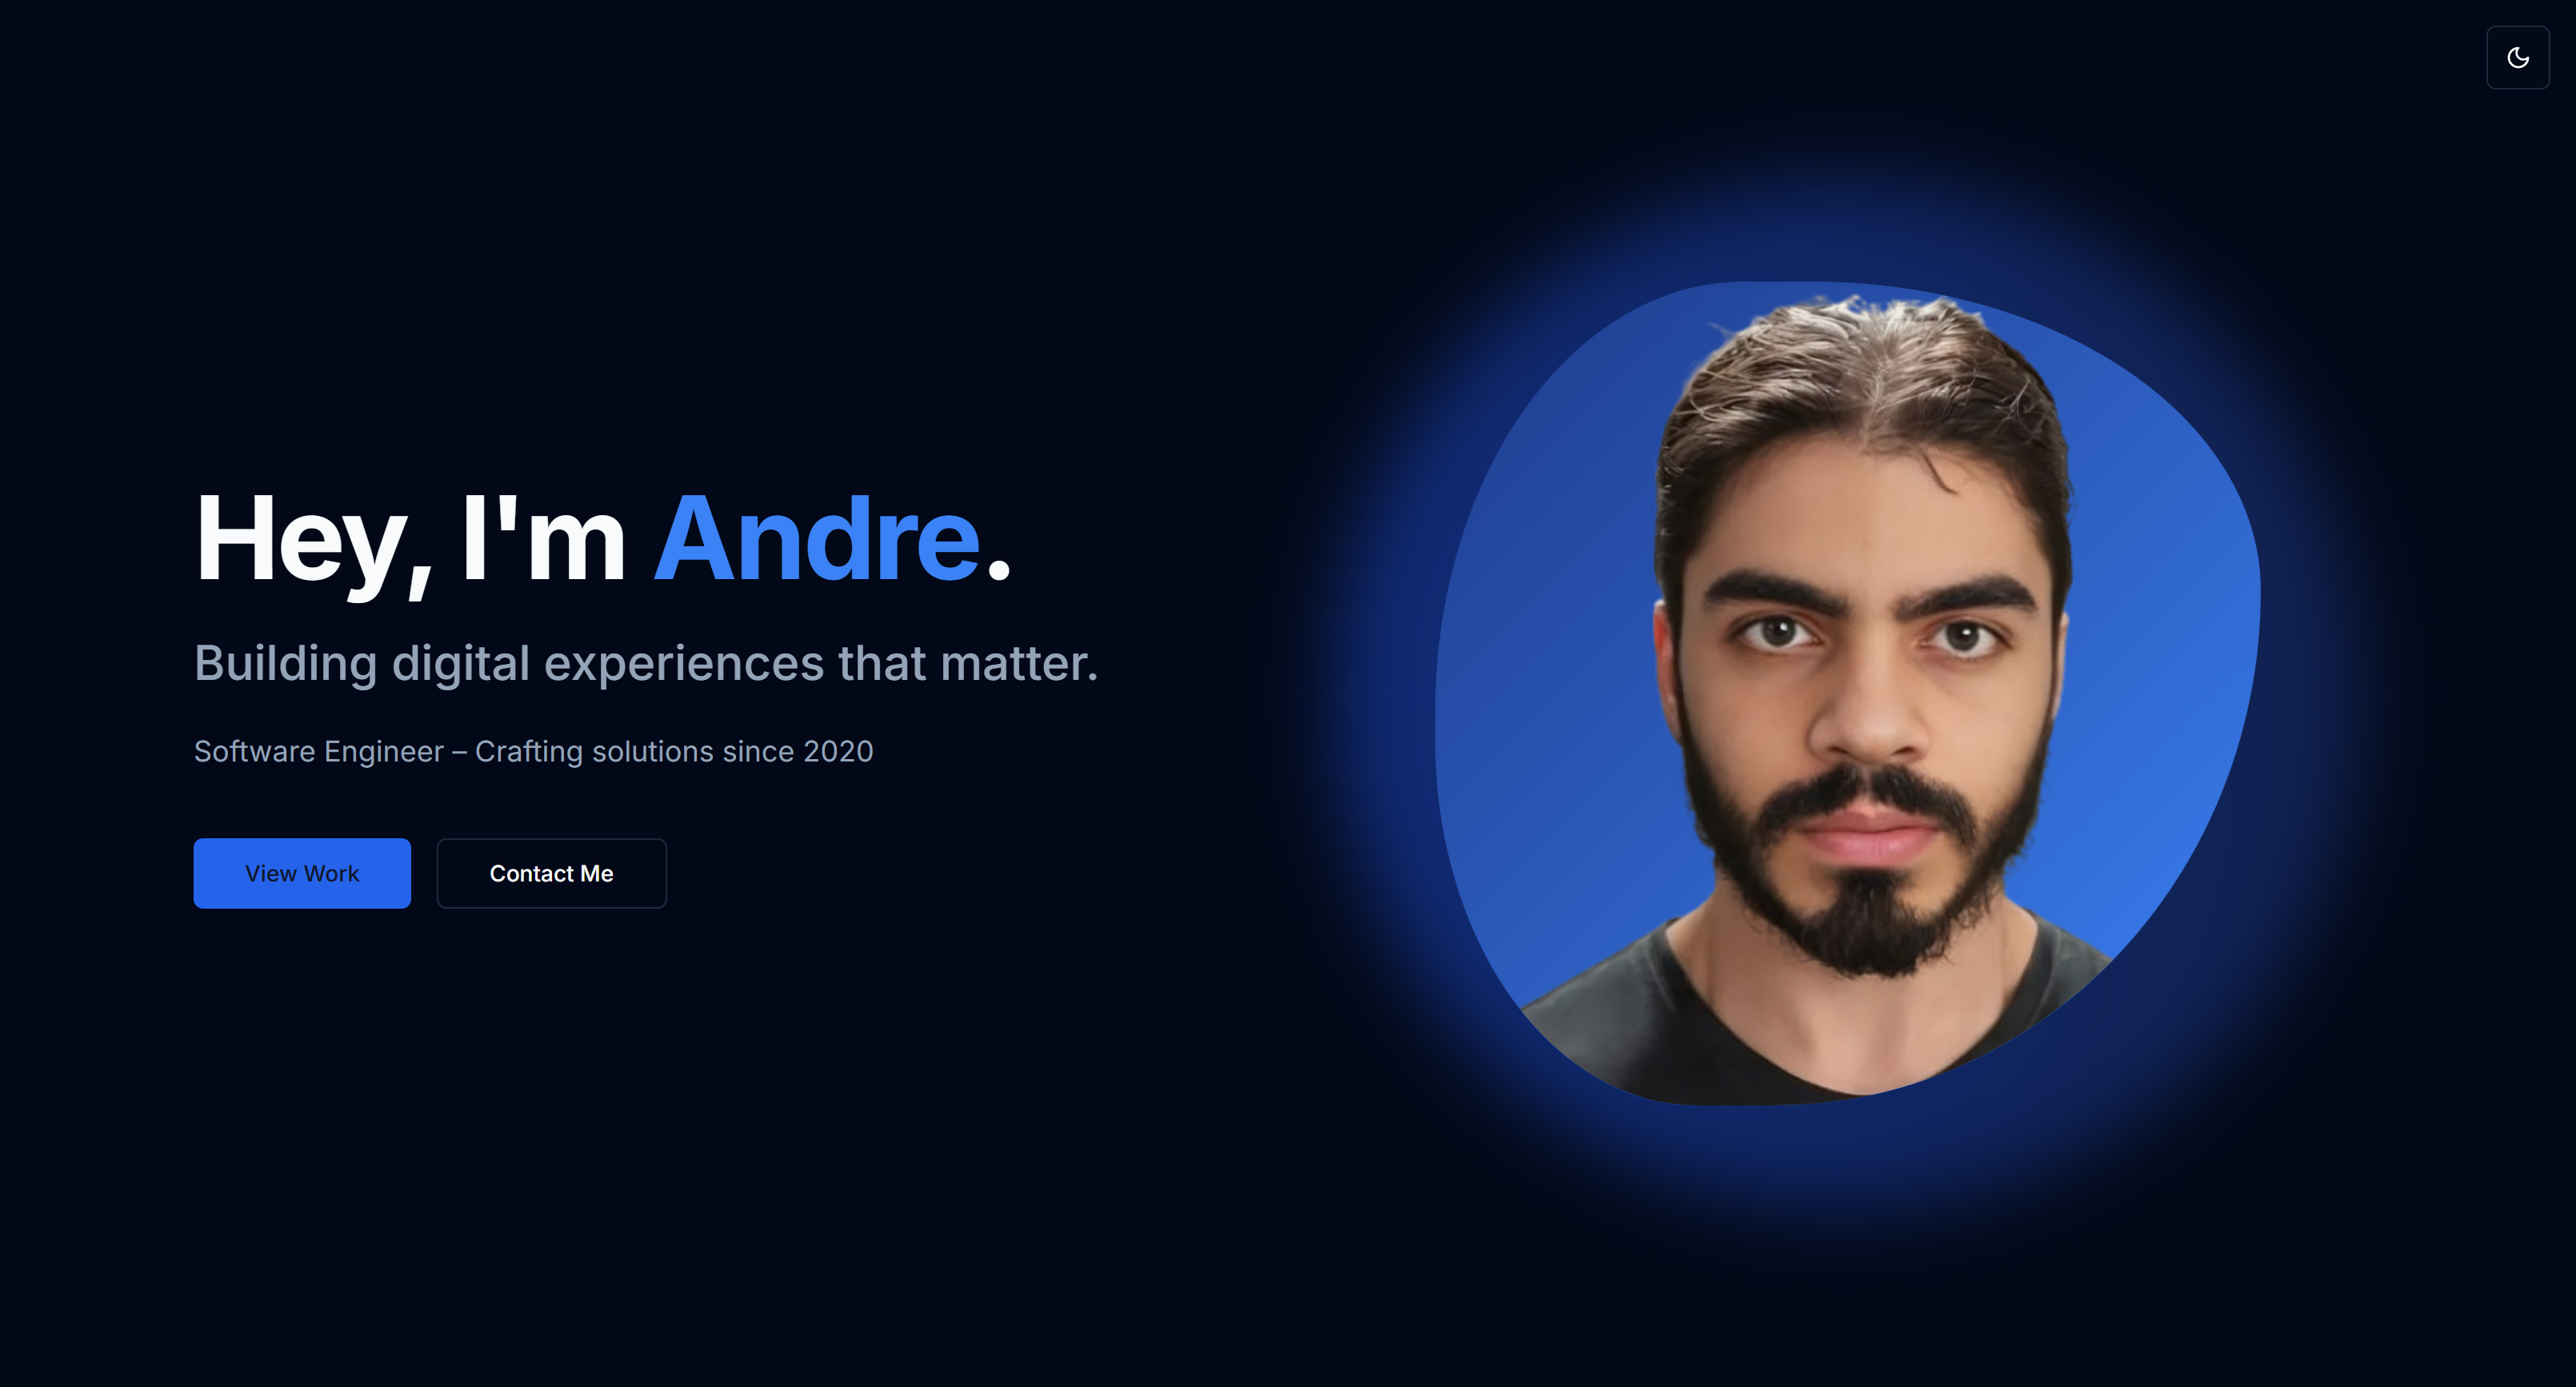 Hey, I'm Andre.
Building digital experiences that matter.
Software Engineer – Crafting solutions since 2020
View Work
Contact Me